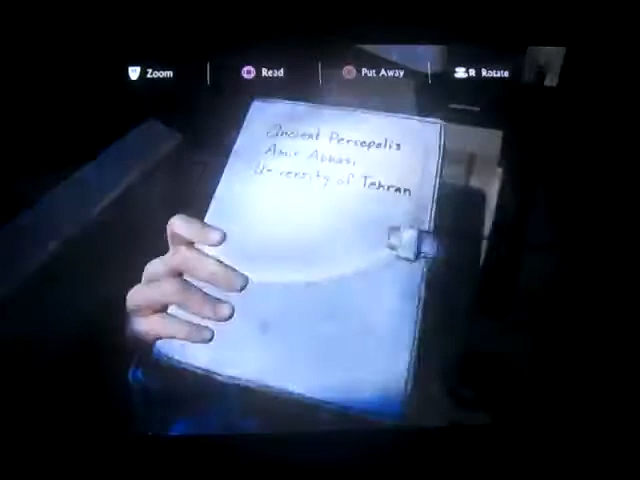 Zoom
Read
Put Away
R Rotate
Ancient Persepolis
Amir Abbasi
University of Tehran